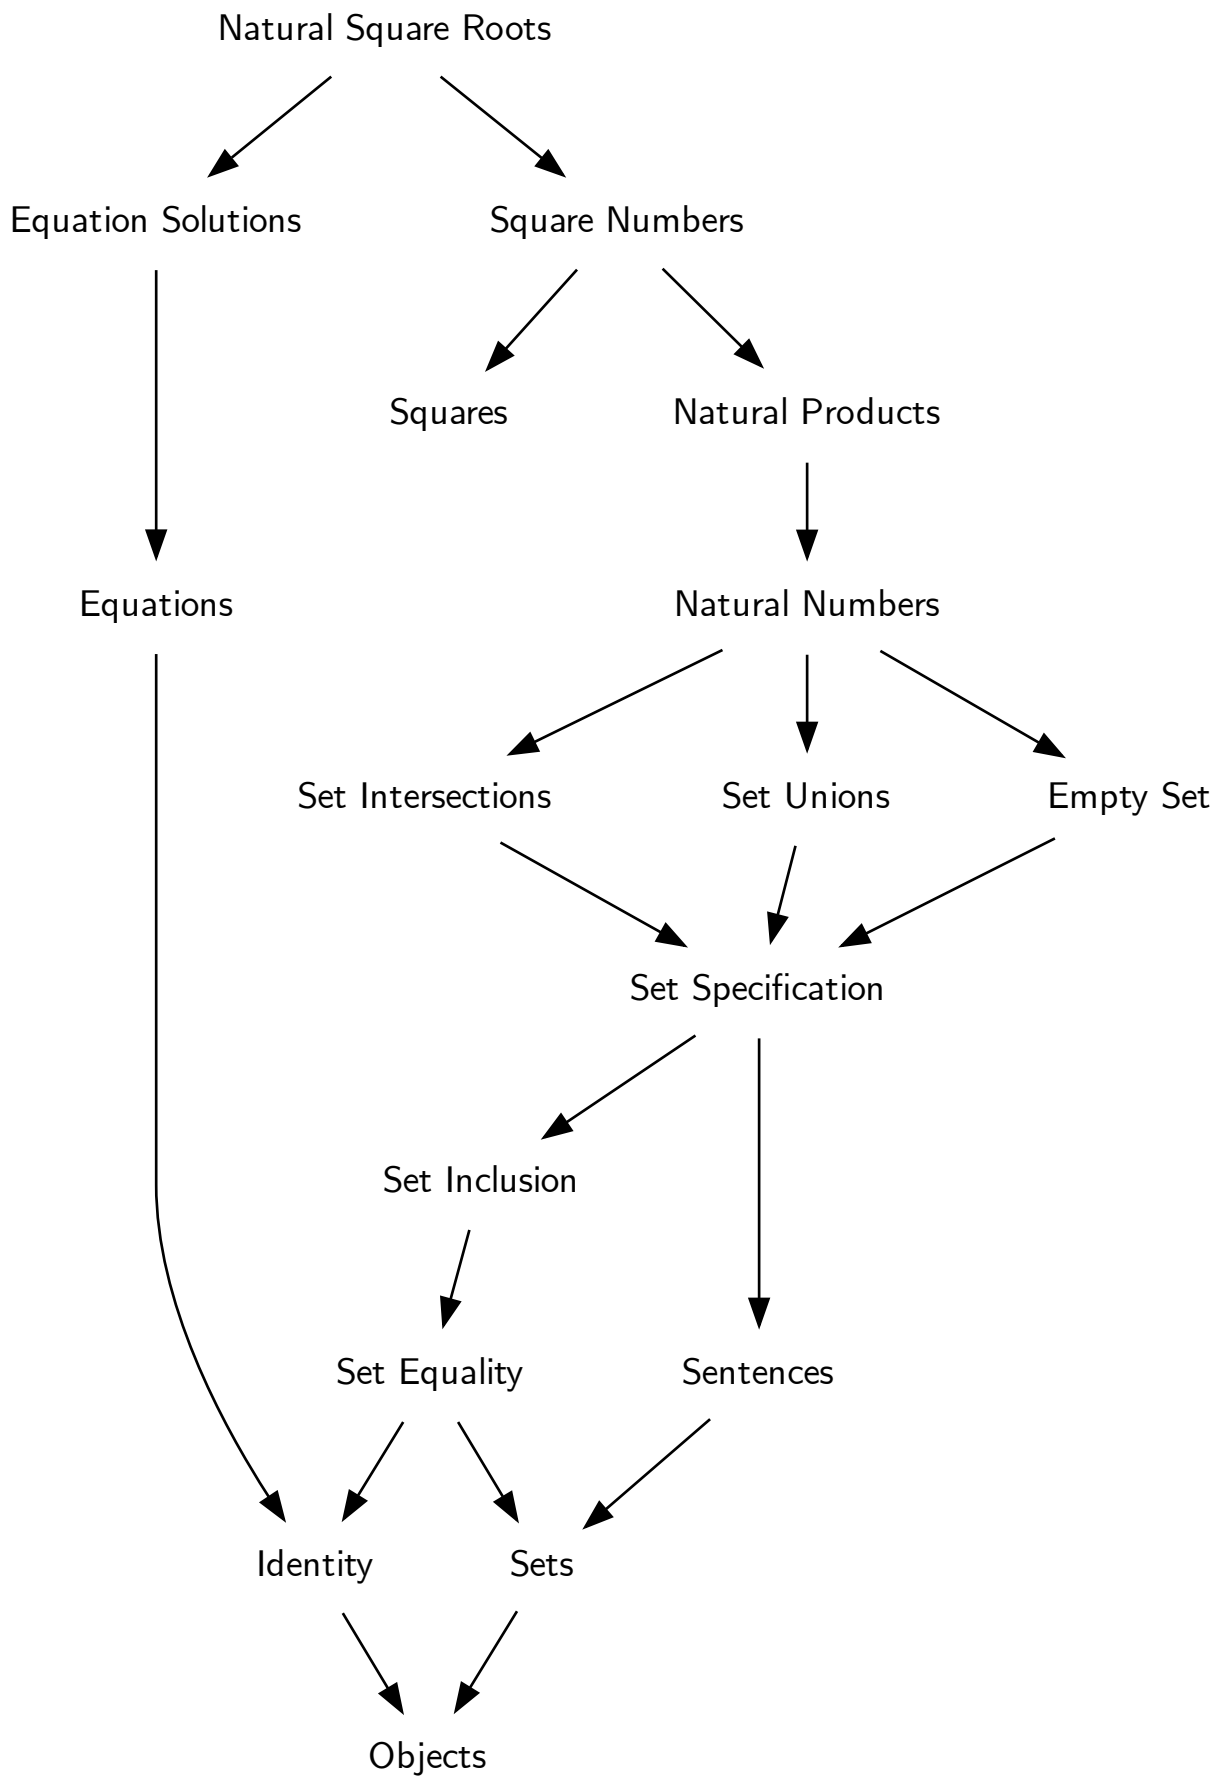 Natural Square Roots
Equation Solutions
Square Numbers
Squares
Natural Products
Equations
Natural Numbers
Set Intersections
Set Unions
Empty Set
Set Specification
Set Inclusion
Set Equality
Sentences
Identity
Sets
Objects